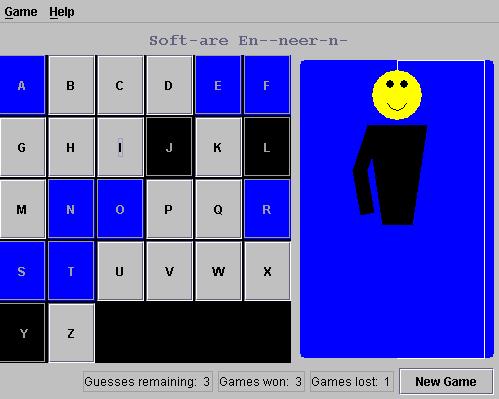 Game Help
Soft-are En--neer-n-
A B C D E F
G H I J K L
M N O P Q R
S T U V W X
Y Z
Guesses remaining: 3 Games won: 3 Games lost: 1 New Game